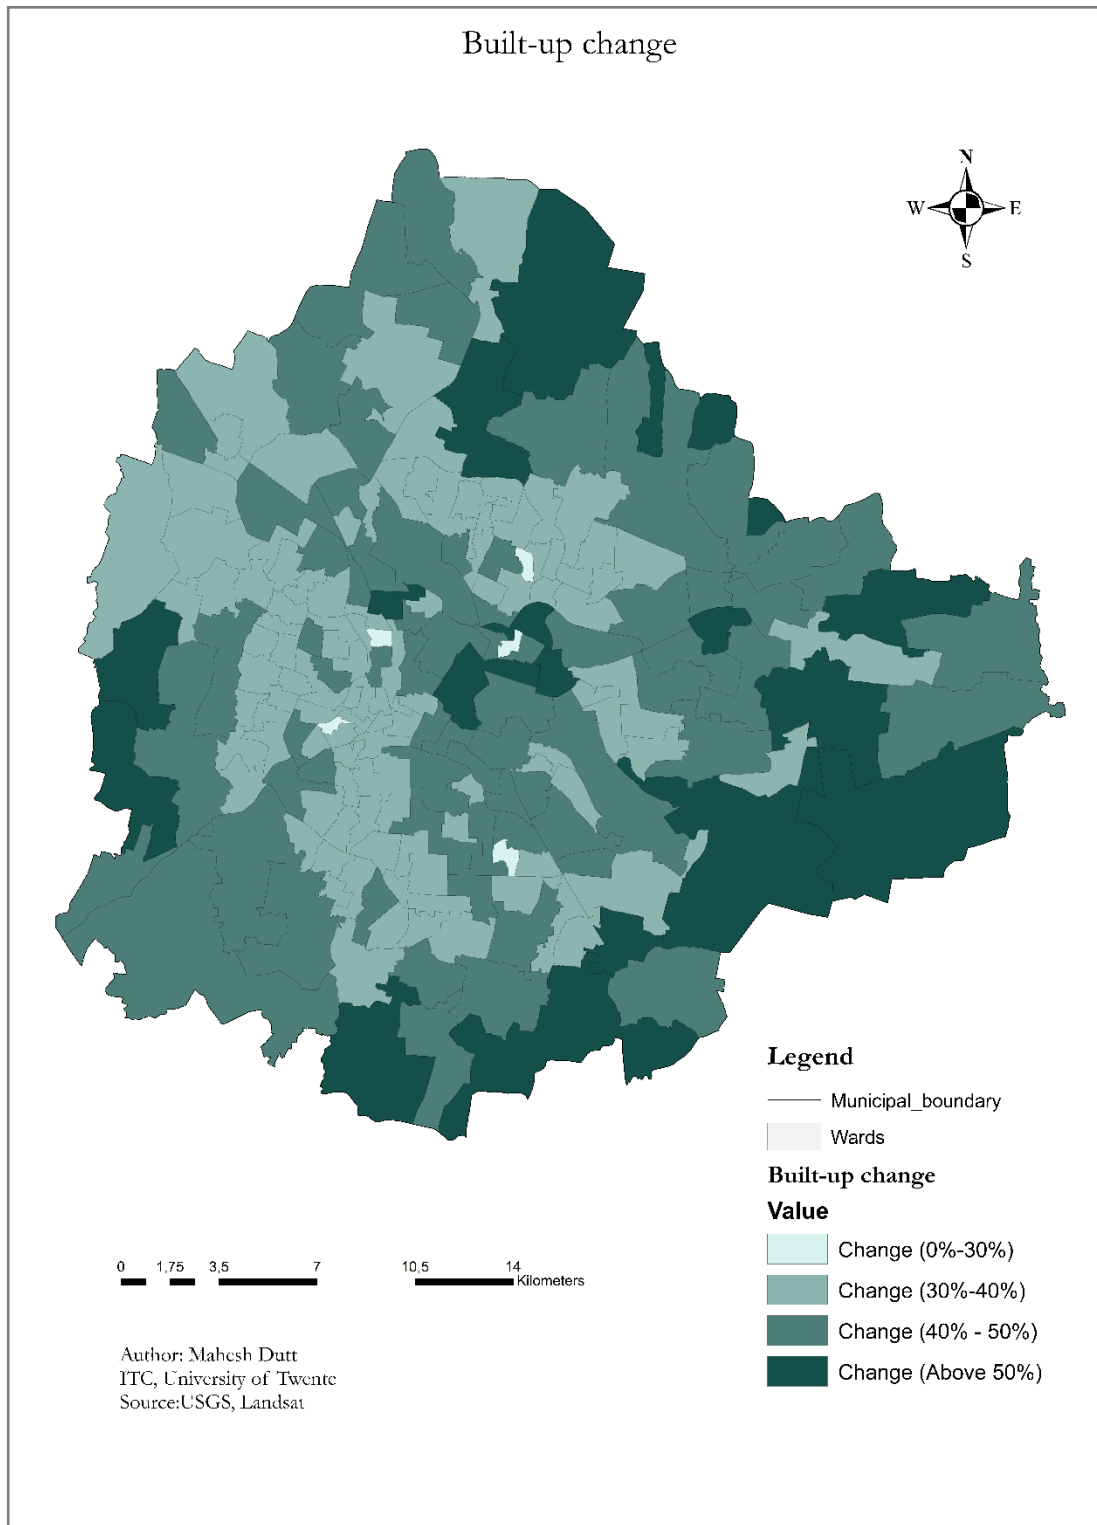 Built-up change
N
W E
S
Legend
Municipal_boundary
Wards
Built-up change
Value
Change (0%-30%)
Change (30%-40%)
Change (40% - 50%)
Change (Above 50%)
0 1,75 3,5 7 10,5 14
Kilometers
Author: Mahesh Dutt
ITC, University of Twente
Source:USGS, Landsat